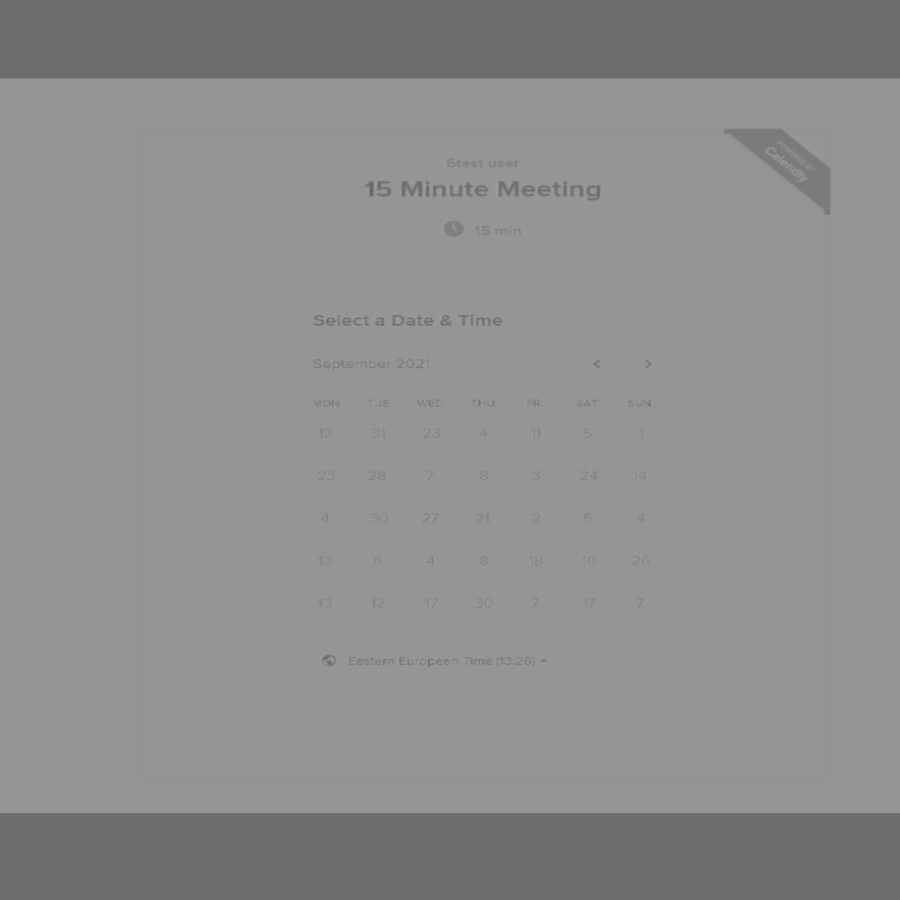 POWERED BY
Calendly
6test user
15 Minute Meeting
15 min
Select a Date & Time
September 2021
MON TUE WED THU FRI SAT SUN
12 31 23 4 11 5 1
23 28 7 8 3 24 14
4 30 27 21 2 5 4
13 6 4 8 18 10 26
13 12 17 30 7 17 7
Eastern European Time (13:26)